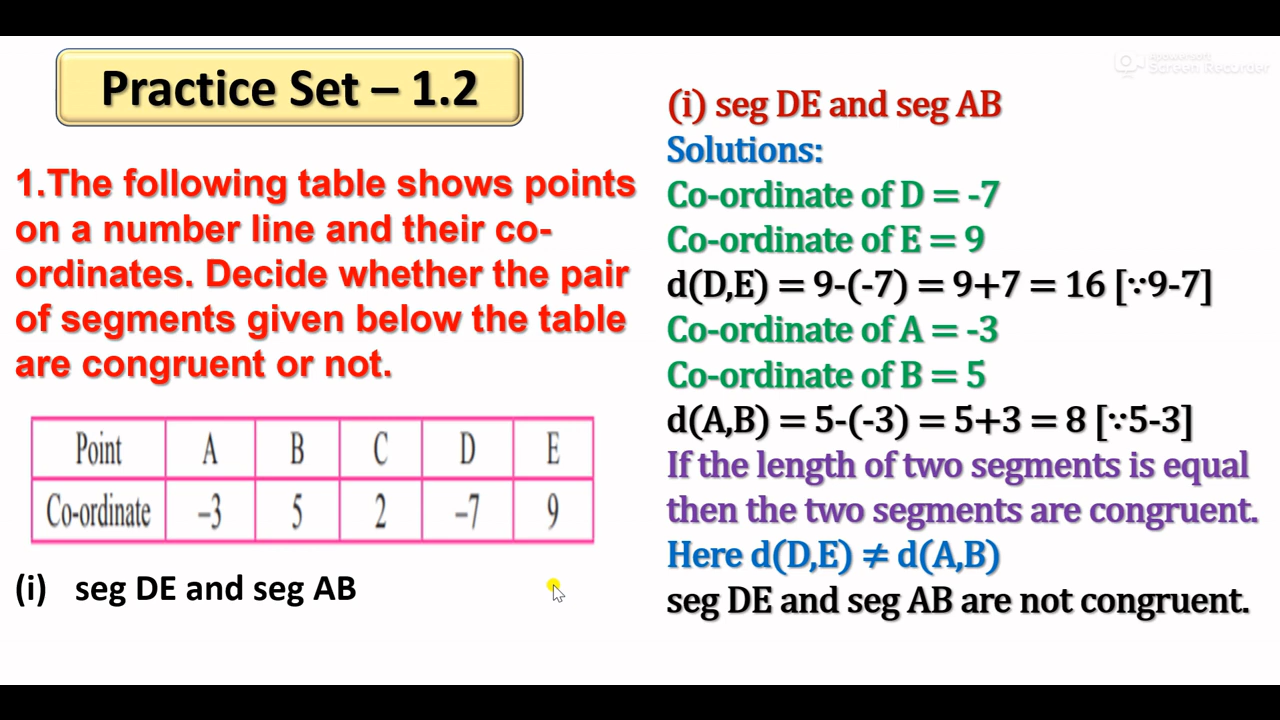 Practice Set – 1.2
1.The following table shows points
on a number line and their co-
ordinates. Decide whether the pair
of segments given below the table
are congruent or not.
Point A B C D E
Co-ordinate –3 5 2 –7 9
(i) seg DE and seg AB
Apowersoft
Screen Recorder
(i) seg DE and seg AB
Solutions:
Co-ordinate of D = -7
Co-ordinate of E = 9
d(D,E) = 9-(-7) = 9+7 = 16 [∵9-7]
Co-ordinate of A = -3
Co-ordinate of B = 5
d(A,B) = 5-(-3) = 5+3 = 8 [∵5-3]
If the length of two segments is equal
then the two segments are congruent.
Here d(D,E) ≠ d(A,B)
seg DE and seg AB are not congruent.